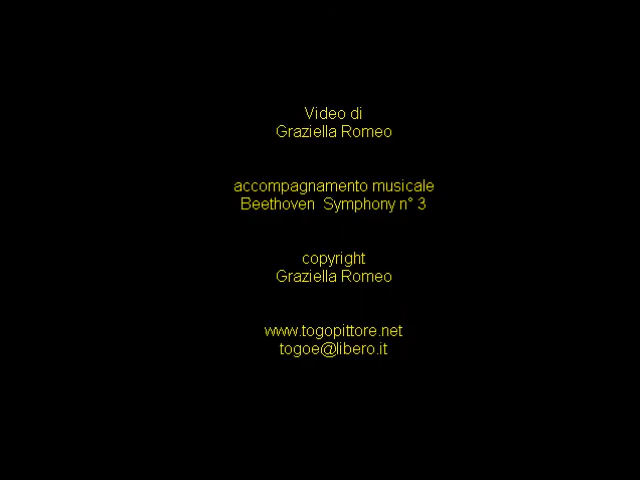 Video di
Graziella Romeo
accompagnamento musicale
Beethoven  Symphony n° 3
copyright
Graziella Romeo
www.togopittore.net
togoe@libero.it